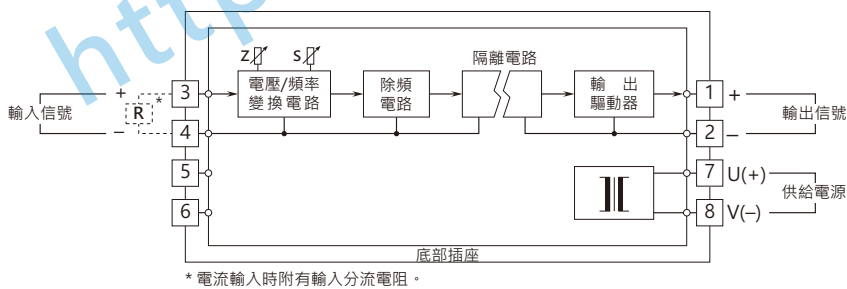 http
Z
S
隔離電路
電壓/頻率
變換電路
除頻
電路
輸 出
驅動器
輸入信號
+
−
R
*
3
4
5
6
1
+
2
−
輸出信號
7
U(+)
8
V(−)
供給電源
底部插座
* 電流輸入時附有輸入分流電阻。